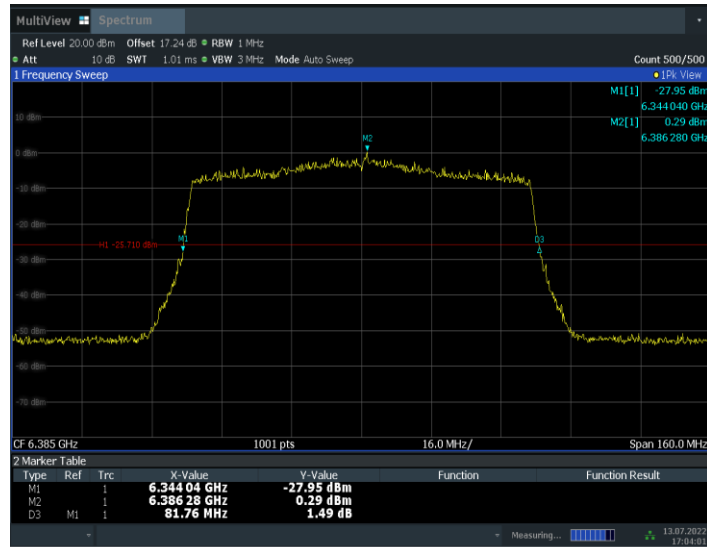 MultiView Spectrum
Ref Level 20.00 dBm Offset 17.24 dB RBW 1 MHz
Att 10 dB SWT 1.01 ms VBW 3 MHz Mode Auto Sweep Count 500/500
1 Frequency Sweep 1Pk View
M1[1] -27.95 dBm
6.344 040 GHz
10 dBm
M2[1] 0.29 dBm
6.386 280 GHz
M2
0 dBm
-10 dBm
-20 dBm
M1
D3
H1 -25.710 dBm
-30 dBm
-40 dBm
-50 dBm
-60 dBm
-70 dBm
CF 6.385 GHz 1001 pts 16.0 MHz/ Span 160.0 MHz
2 Marker Table
Type Ref Trc X-Value Y-Value Function Function Result
M1 1 6.344 04 GHz -27.95 dBm
M2 1 6.386 28 GHz 0.29 dBm
D3 M1 1 81.76 MHz 1.49 dB
Measuring... 13.07.2022
17:04:01